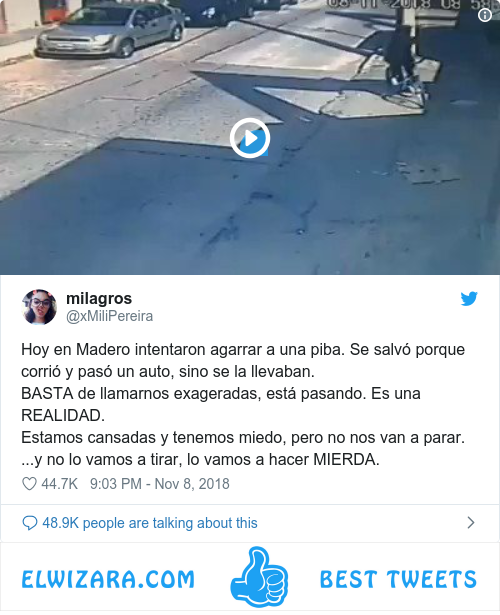 08-11-2018 08 58
milagros
@xMiliPereira
Hoy en Madero intentaron agarrar a una piba. Se salvó porque
corrió y pasó un auto, sino se la llevaban.
BASTA de llamarnos exageradas, está pasando. Es una
REALIDAD.
Estamos cansadas y tenemos miedo, pero no nos van a parar.
...y no lo vamos a tirar, lo vamos a hacer MIERDA.
44.7K 9:03 PM - Nov 8, 2018
48.9K people are talking about this
ELWIZARA.COM
BEST TWEETS